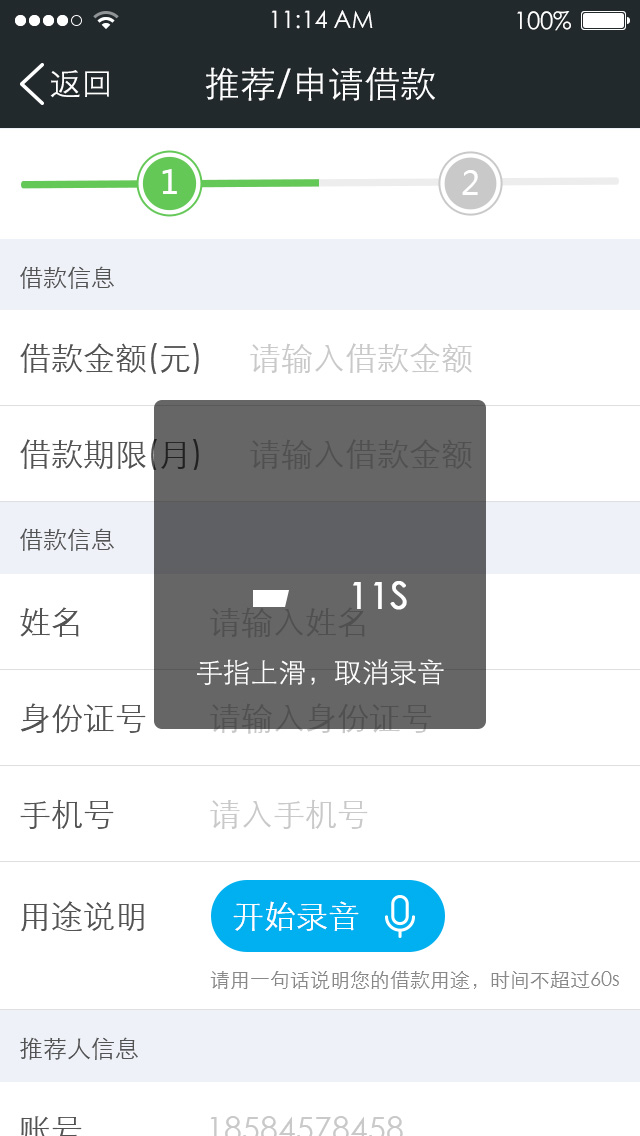 11:14 AM 100%
返回 推荐/申请借款
1 2
借款信息
借款金额(元) 请输入借款金额
借款期限(月) 请输入借款金额
借款信息
11S
姓名 请输入姓名
手指上滑，取消录音
身份证号 请输入身份证号
手机号 请入手机号
用途说明 开始录音
请用一句话说明您的借款用途，时间不超过60s
推荐人信息
账号 18584578458